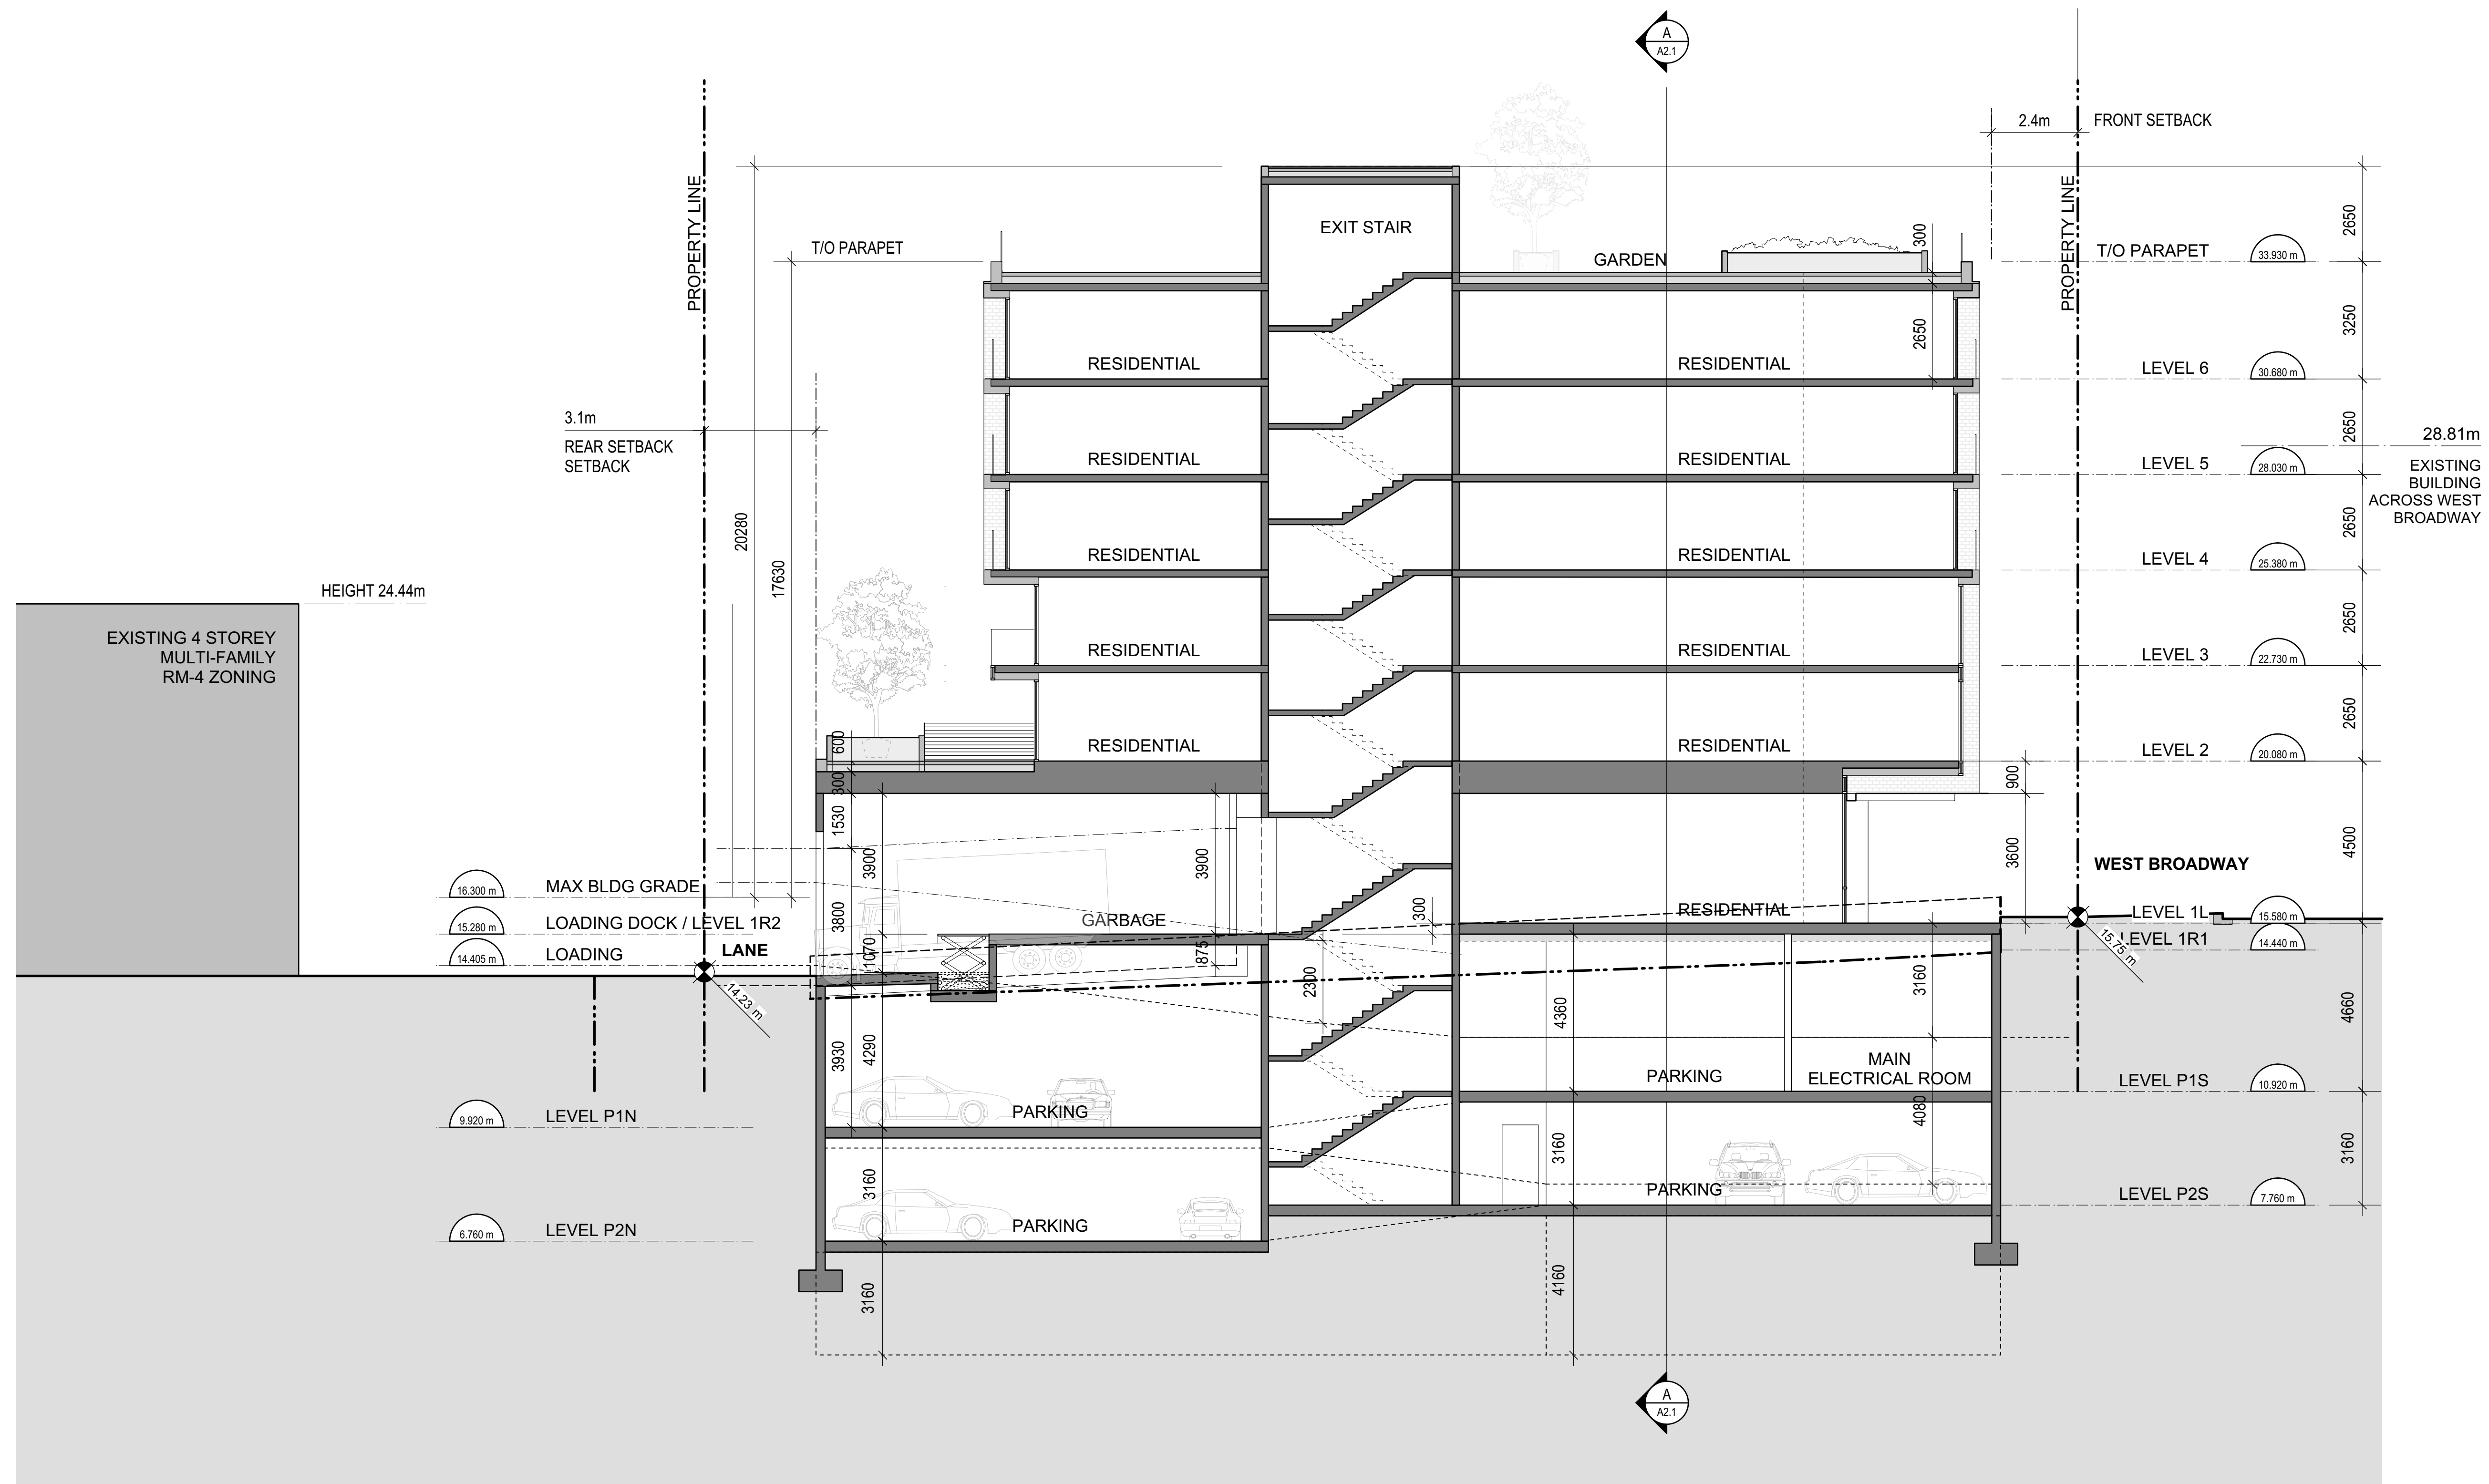 A
A2.1
2.4m
FRONT SETBACK
PROPERTY LINE
PROPERTY LINE
EXIT STAIR
2650
300
T/O PARAPET
T/O PARAPET
33.930 m
GARDEN
3250
2650
RESIDENTIAL
RESIDENTIAL
LEVEL 6
30.680 m
3.1m
REAR SETBACK
SETBACK
2650
28.81m
RESIDENTIAL
RESIDENTIAL
LEVEL 5
28.030 m
EXISTING
BUILDING
ACROSS WEST
BROADWAY
20280
17630
2650
RESIDENTIAL
RESIDENTIAL
LEVEL 4
25.380 m
HEIGHT 24.44m
EXISTING 4 STOREY
MULTI-FAMILY
RM-4 ZONING
2650
RESIDENTIAL
RESIDENTIAL
LEVEL 3
22.730 m
2650
600
RESIDENTIAL
RESIDENTIAL
LEVEL 2
20.080 m
300
900
1530
3900
3900
3600
4500
WEST BROADWAY
16.300 m
MAX BLDG GRADE
3800
300
RESIDENTIAL
LEVEL 1L
15.580 m
15.280 m
LOADING DOCK / LEVEL 1R2
GARBAGE
LEVEL 1R1
14.440 m
14.405 m
LOADING
LANE
1070
875
15.75 m
14.23 m
2300
3160
4360
4660
3930
4290
MAIN
ELECTRICAL ROOM
PARKING
LEVEL P1S
10.920 m
9.920 m
LEVEL P1N
PARKING
4080
3160
3160
3160
PARKING
LEVEL P2S
7.760 m
6.760 m
LEVEL P2N
PARKING
3160
4160
A
A2.1